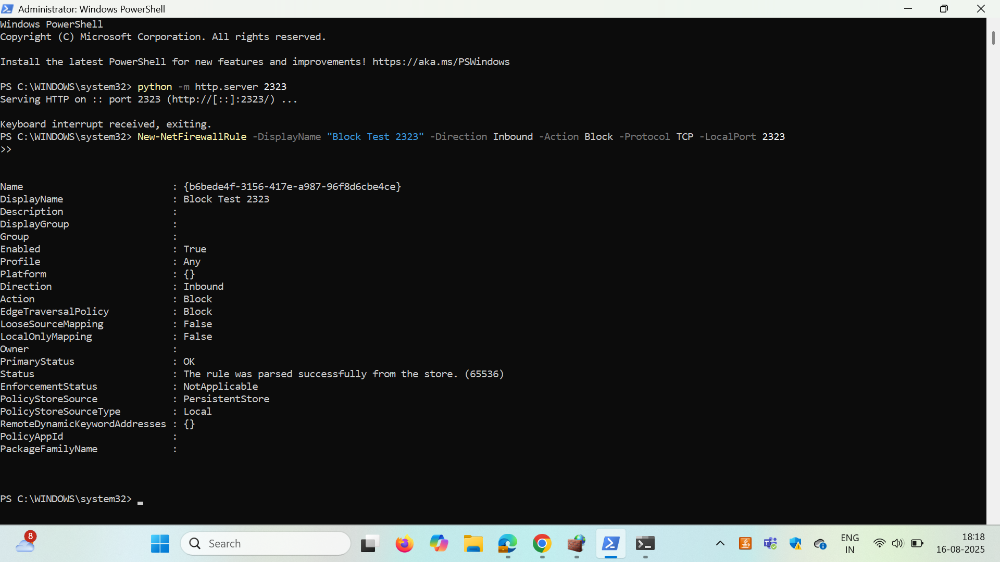 Administrator: Windows PowerShell
Windows PowerShell
Copyright (C) Microsoft Corporation. All rights reserved.
Install the latest PowerShell for new features and improvements! https://aka.ms/PSWindows
PS C:\WINDOWS\system32> python -m http.server 2323
Serving HTTP on :: port 2323 (http://[::]:2323/) ...
Keyboard interrupt received, exiting.
PS C:\WINDOWS\system32> New-NetFirewallRule -DisplayName "Block Test 2323" -Direction Inbound -Action Block -Protocol TCP -LocalPort 2323
>>
Name : {b6bede4f-3156-417e-a987-96f8d6cbe4ce}
DisplayName : Block Test 2323
Description :
DisplayGroup :
Group :
Enabled : True
Profile : Any
Platform : {}
Direction : Inbound
Action : Block
EdgeTraversalPolicy : Block
LooseSourceMapping : False
LocalOnlyMapping : False
Owner :
PrimaryStatus : OK
Status : The rule was parsed successfully from the store. (65536)
EnforcementStatus : NotApplicable
PolicyStoreSource : PersistentStore
PolicyStoreSourceType : Local
RemoteDynamicKeywordAddresses : {}
PolicyAppId :
PackageFamilyName :
PS C:\WINDOWS\system32>
8
Search
ENG
IN
18:18
16-08-2025